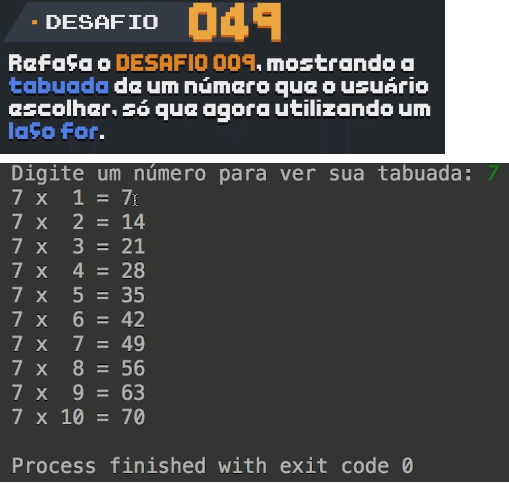 DESAFIO 049
Refaça o DESAFIO 009, mostrando a
tabuada de um número que o usuário
escolher, só que agora utilizando um
laço for.
Digite um número para ver sua tabuada: 7
7 x  1 = 7
7 x  2 = 14
7 x  3 = 21
7 x  4 = 28
7 x  5 = 35
7 x  6 = 42
7 x  7 = 49
7 x  8 = 56
7 x  9 = 63
7 x 10 = 70
Process finished with exit code 0